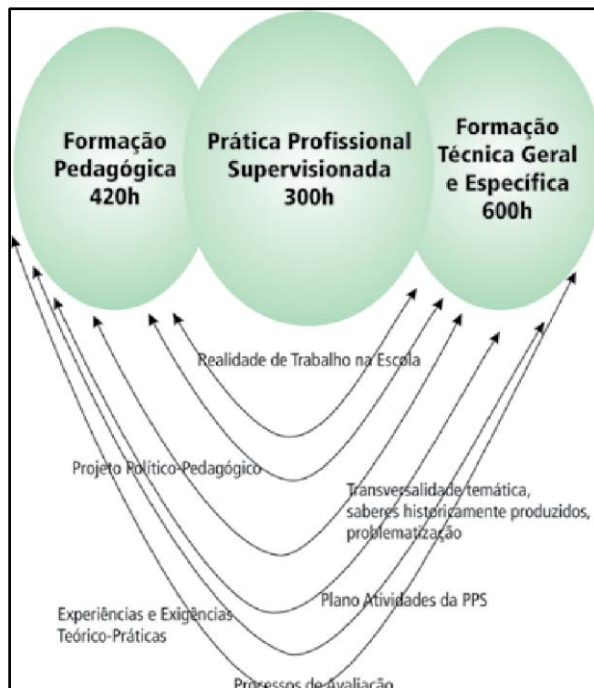 Formação
Pedagógica
420h
Prática Profissional
Supervisionada
300h
Formação
Técnica Geral
e Específica
600h
Realidade de Trabalho na Escola
Projeto Político-Pedagógico
Transversalidade temática,
saberes historicamente produzidos,
problematização
Plano Atividades da PPS
Experiências e Exigências
Teórico-Práticas
Processos de Avaliação